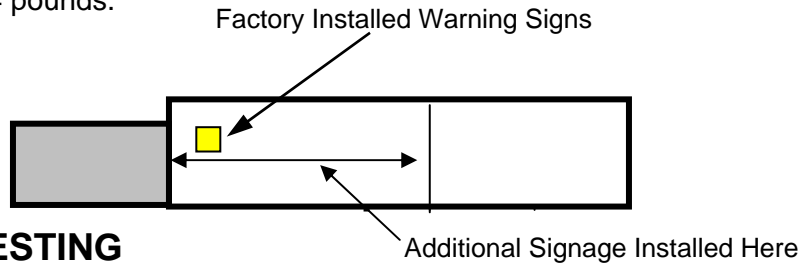 pounds.
Factory Installed Warning Signs
ESTING
Additional Signage Installed Here